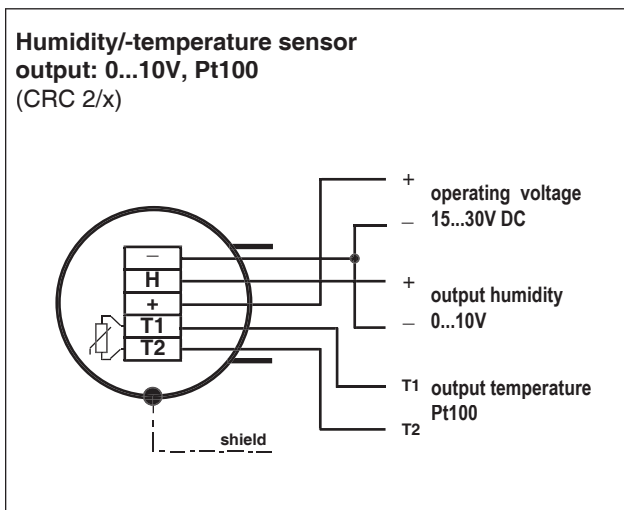 Humidity/-temperature sensor
output: 0...10V, Pt100
(CRC 2/x)
+
operating voltage
– 15...30V DC
–
H
+
T1
T2
+
output humidity
– 0...10V
T1 output temperature
Pt100
T2
shield